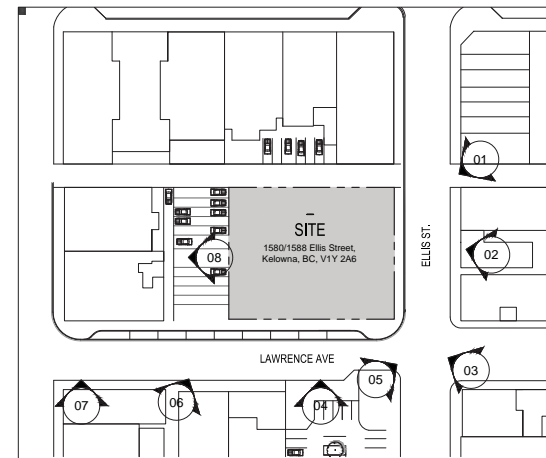 01
SITE
1580/1588 Ellis Street,
Kelowna, BC, V1Y 2A6
ELLIS ST.
02
08
LAWRENCE AVE
05
03
07
06
04